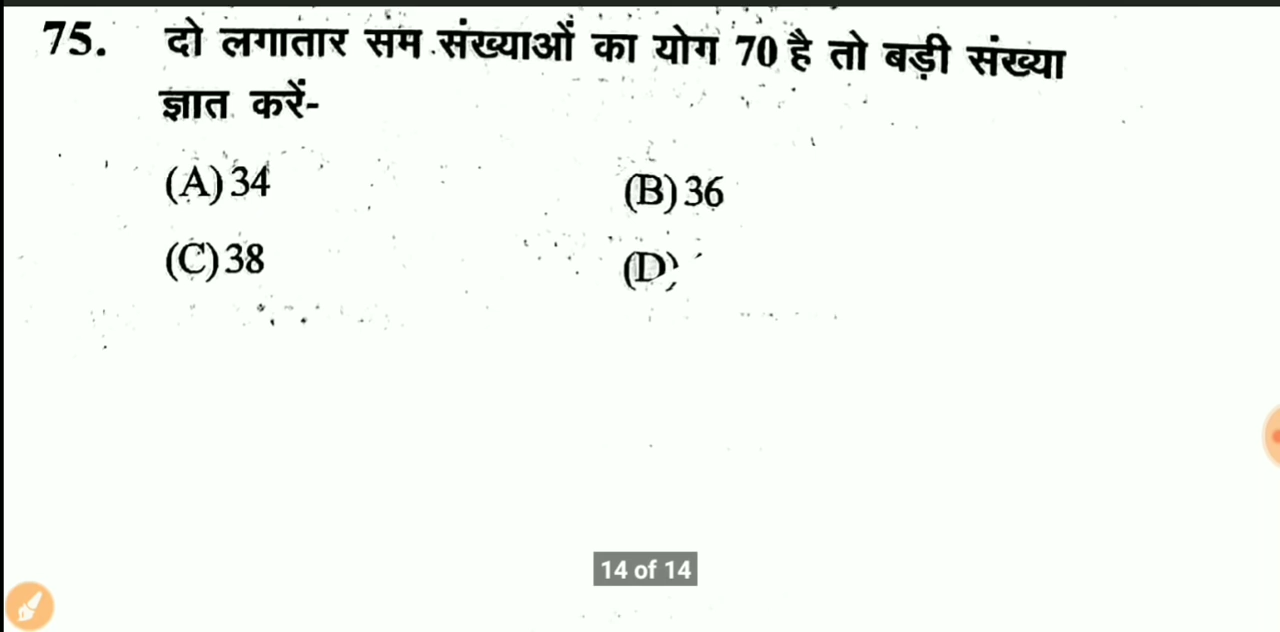 75. दो लगातार सम संख्याओं का योग 70 है तो बड़ी संख्या
ज्ञात करें-
(A) 34
(B) 36
(C) 38
(D)
14 of 14